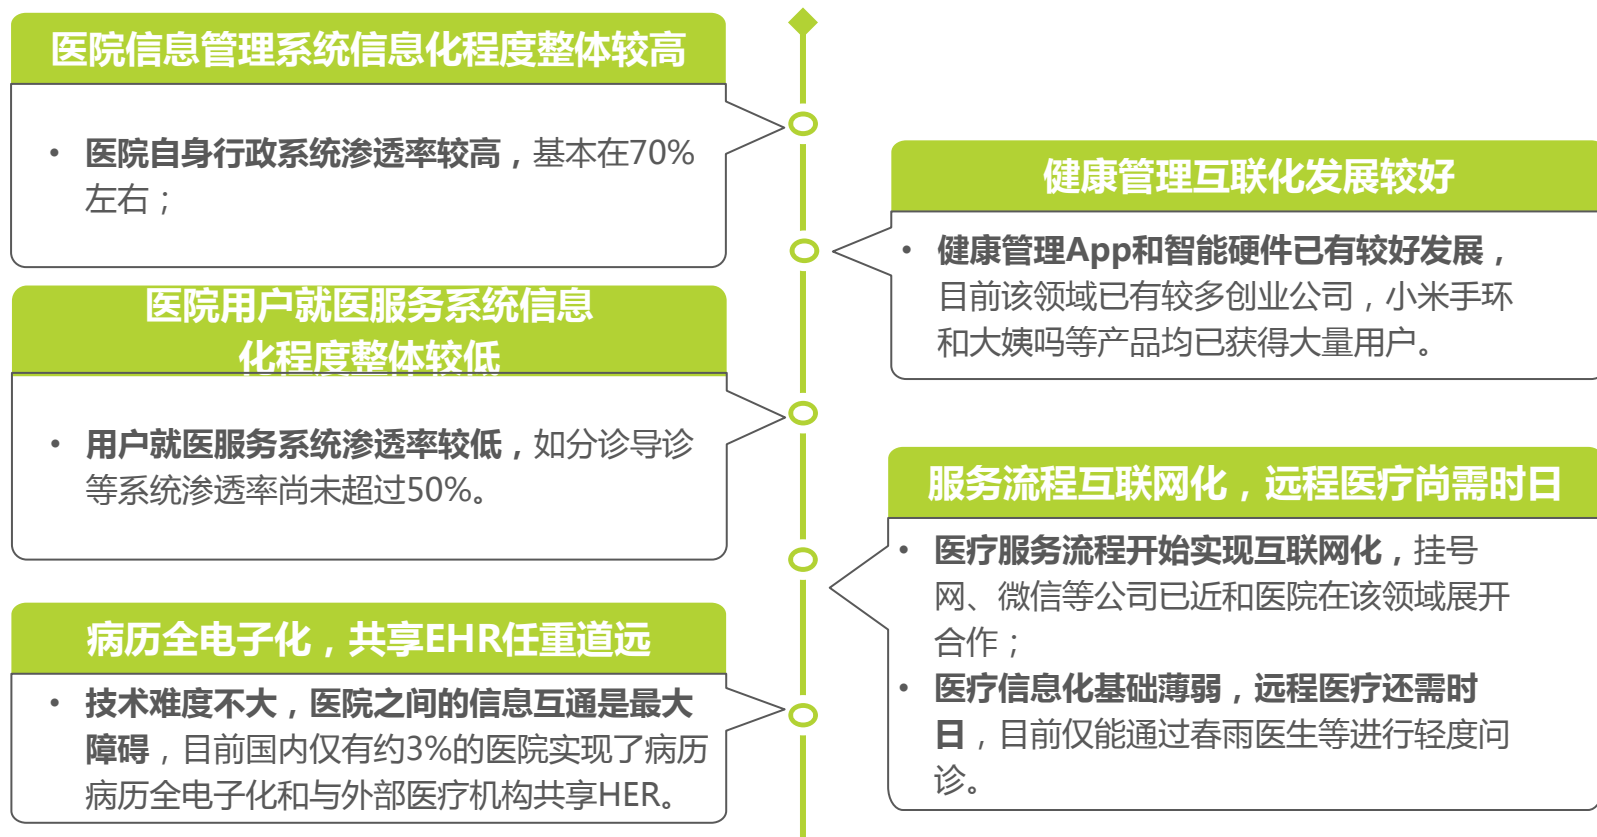 医院信息管理系统信息化程度整体较高
• 医院自身行政系统渗透率较高，基本在70%
左右；
医院用户就医服务系统信息
化程度整体较低
• 用户就医服务系统渗透率较低，如分诊导诊
等系统渗透率尚未超过50%。
病历全电子化，共享EHR任重道远
• 技术难度不大，医院之间的信息互通是最大
障碍，目前国内仅有约3%的医院实现了病历
病历全电子化和与外部医疗机构共享HER。
健康管理互联化发展较好
• 健康管理App和智能硬件已有较好发展，
目前该领域已有较多创业公司，小米手环
和大姨吗等产品均已获得大量用户。
服务流程互联网化，远程医疗尚需时日
• 医疗服务流程开始实现互联网化，挂号
网、微信等公司已近和医院在该领域展开
合作；
• 医疗信息化基础薄弱，远程医疗还需时
日，目前仅能通过春雨医生等进行轻度问
诊。